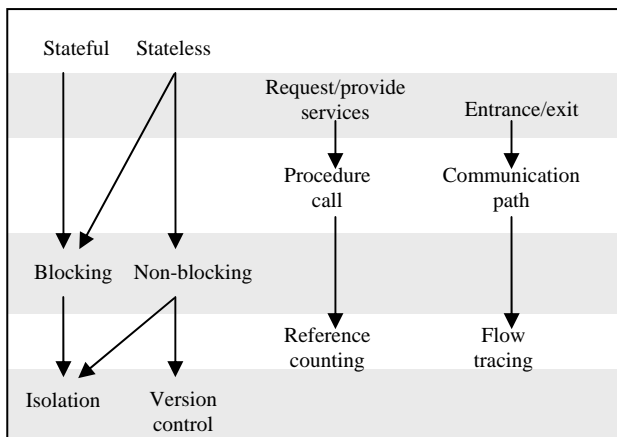 Stateful Stateless
Request/provide
services
Entrance/exit
Procedure
call
Communication
path
Blocking Non-blocking
Reference
counting
Flow
tracing
Isolation
Version
control